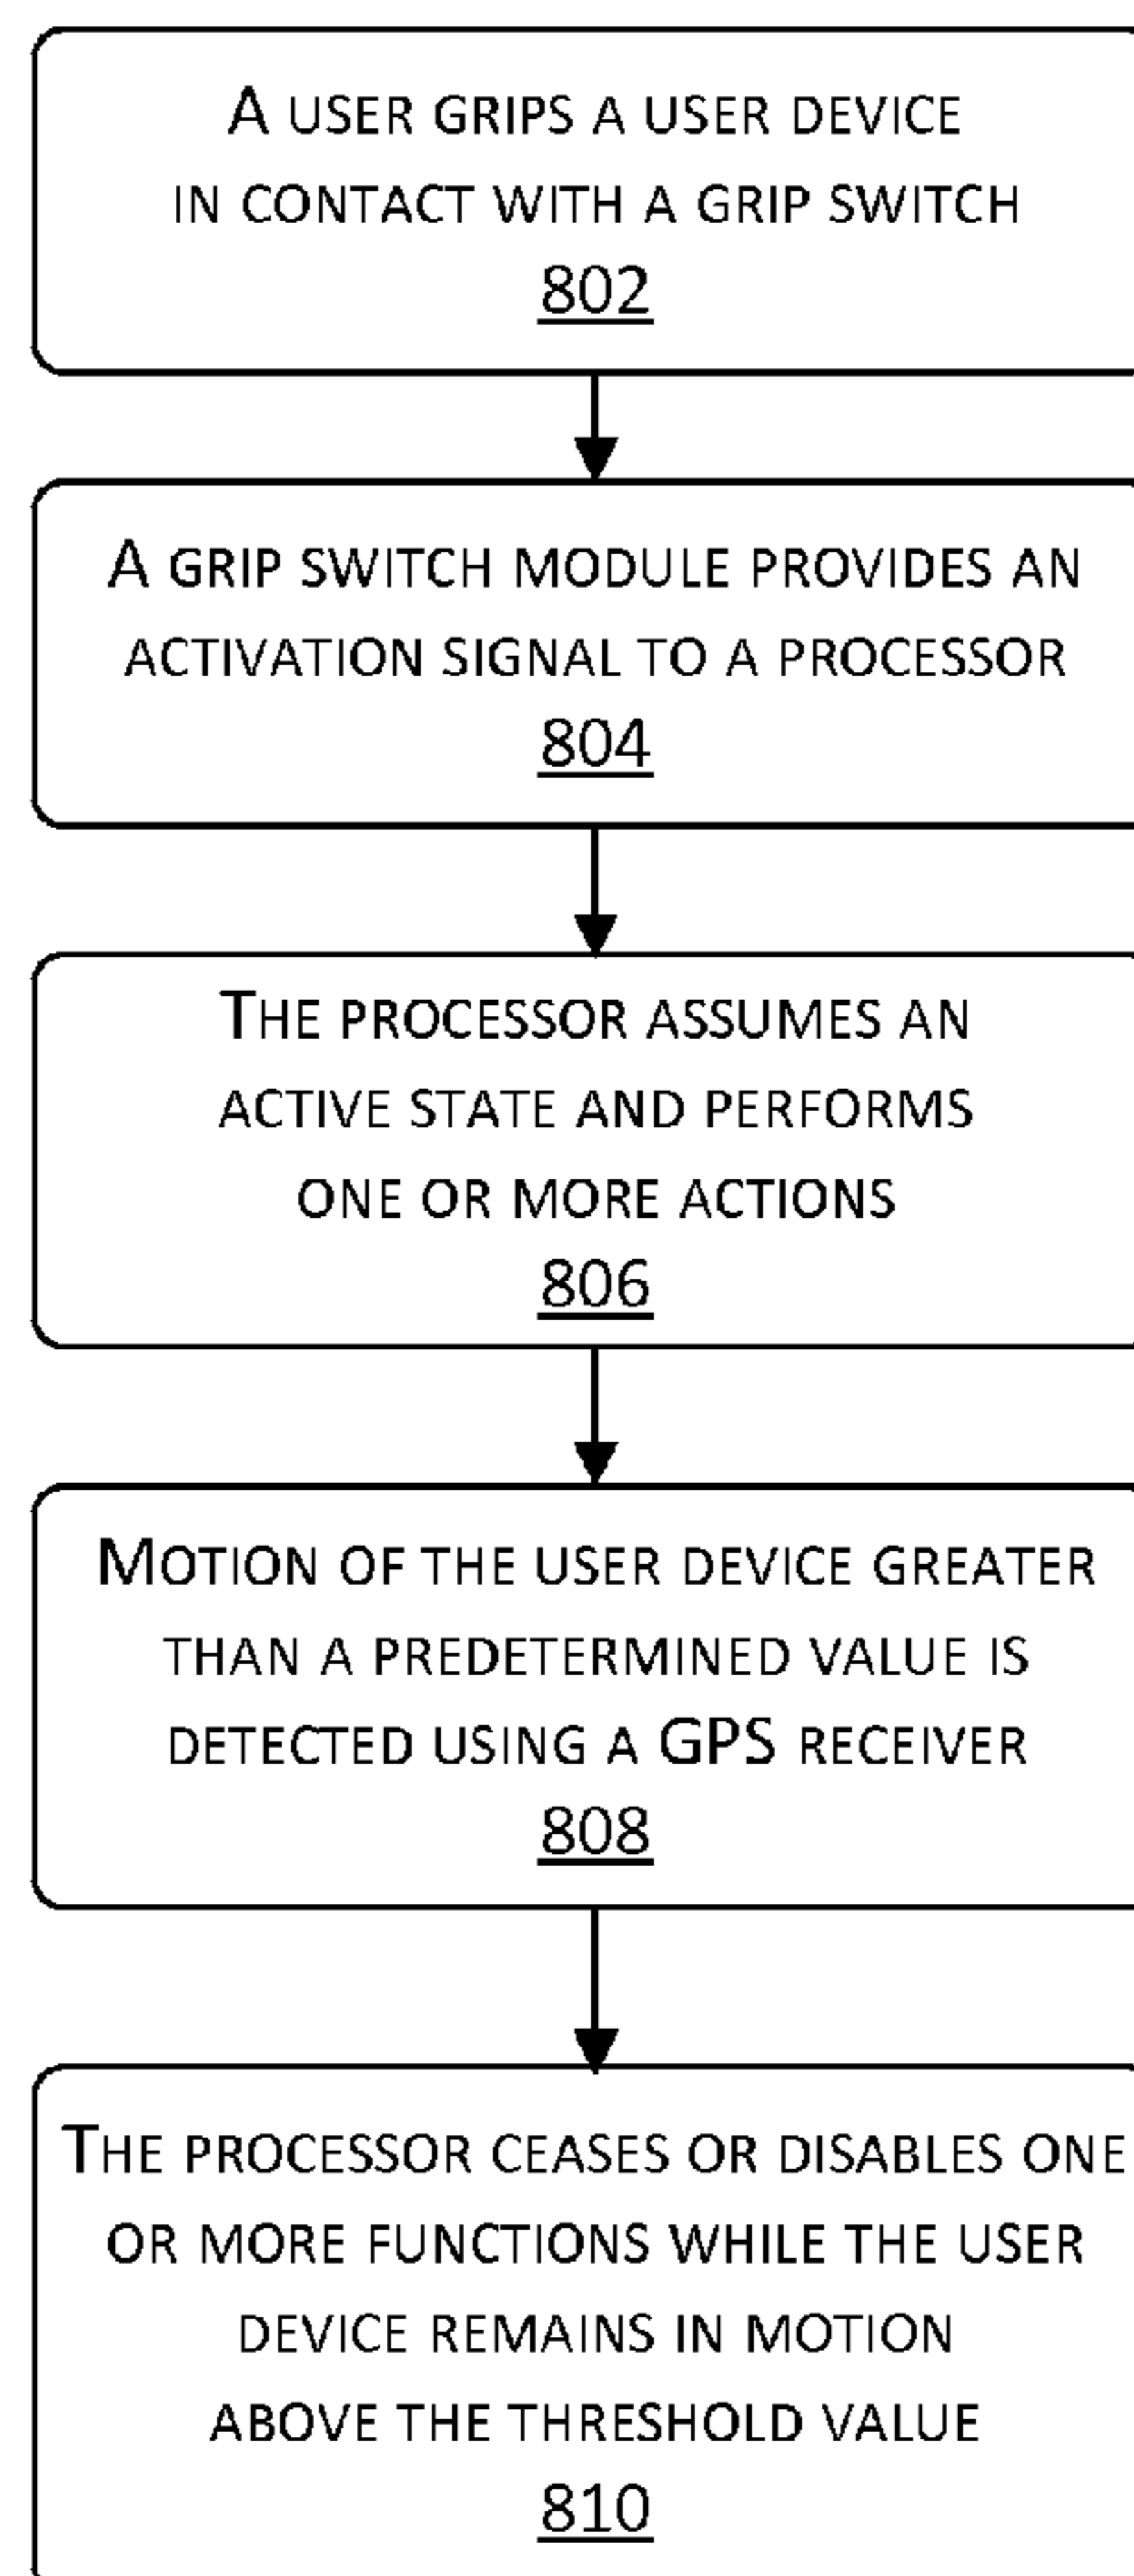 A USER GRIPS A USER DEVICE
IN CONTACT WITH A GRIP SWITCH
802
A GRIP SWITCH MODULE PROVIDES AN
ACTIVATION SIGNAL TO A PROCESSOR
804
THE PROCESSOR ASSUMES AN
ACTIVE STATE AND PERFORMS
ONE OR MORE ACTIONS
806
MOTION OF THE USER DEVICE GREATER
THAN A PREDETERMINED VALUE IS
DETECTED USING A GPS RECEIVER
808
THE PROCESSOR CEASES OR DISABLES ONE
OR MORE FUNCTIONS WHILE THE USER
DEVICE REMAINS IN MOTION
ABOVE THE THRESHOLD VALUE
810